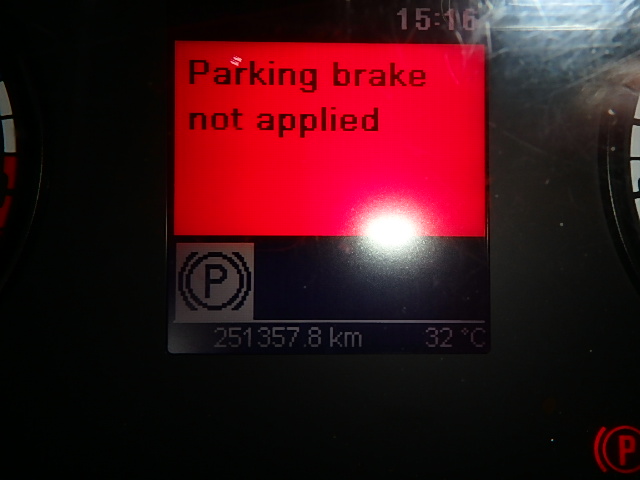 15:16
Parking brake
not applied
P
251357.8 km 32 °C
P